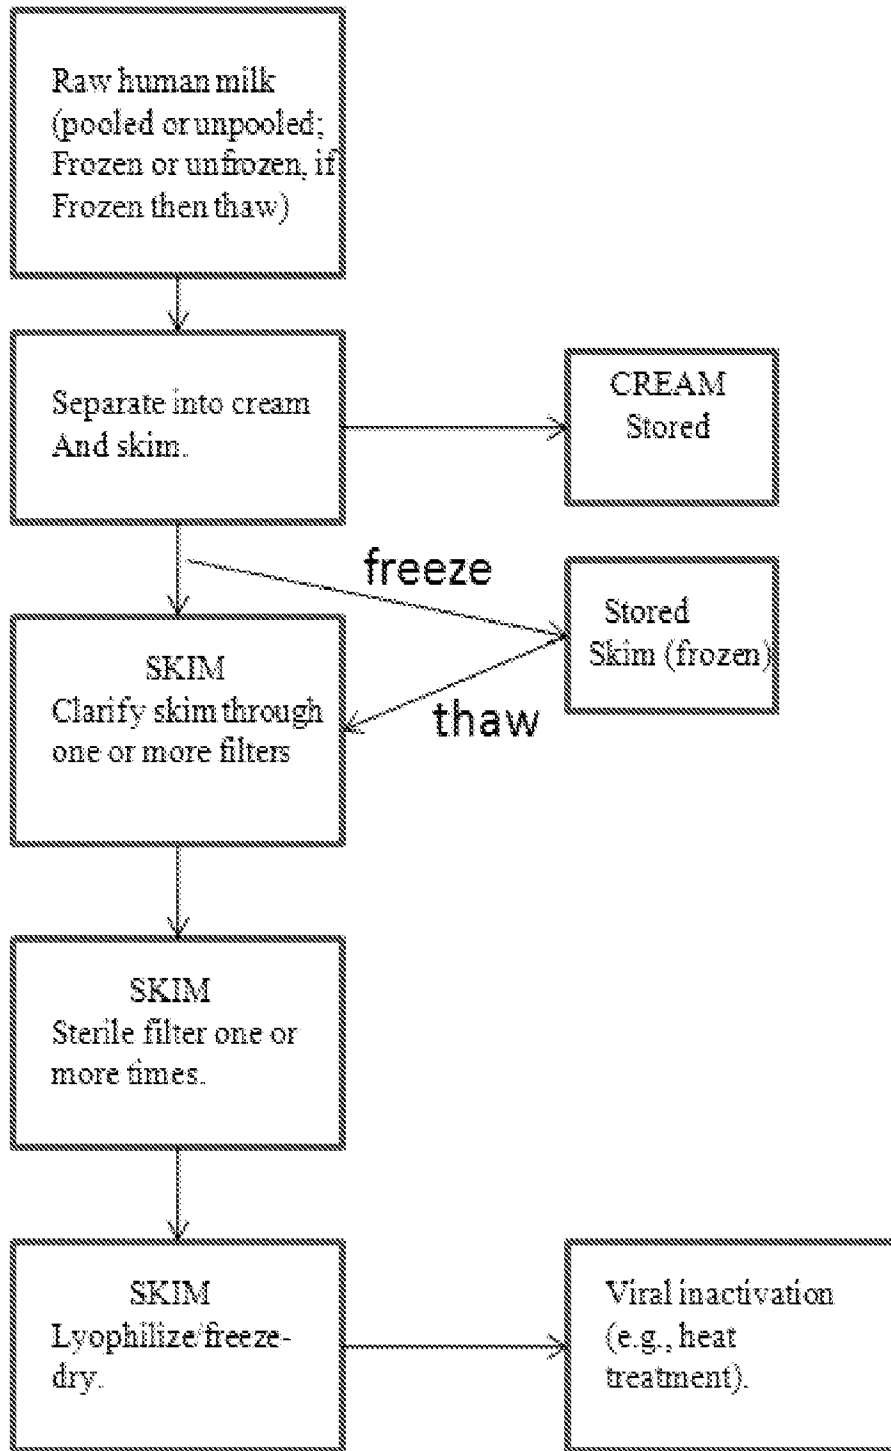 Raw human milk
(pooled or unpooled;
Frozen or unfrozen, if
Frozen then thaw)
Separate into cream
And skim.
CREAM
Stored
freeze
Stored
Skim (frozen)
thaw
SKIM
Clarify skim through
one or more filters
SKIM
Sterile filter one or
more times.
SKIM
Lyophilize/freeze-
dry.
Viral inactivation
(e.g., heat
treatment).